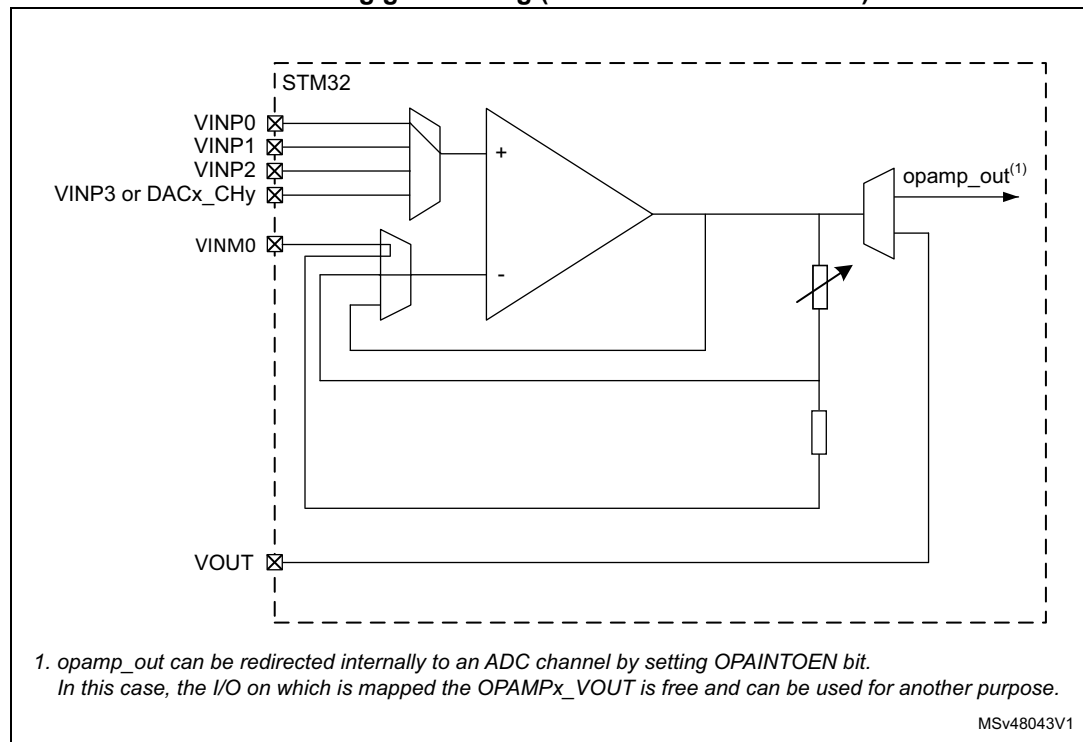 STM32
VINP0
VINP1
VINP2
VINP3 or DACx_CHy
VINM0
+
-
opamp_out(1)
VOUT
1. opamp_out can be redirected internally to an ADC channel by setting OPAINTOEN bit.
In this case, the I/O on which is mapped the OPAMPx_VOUT is free and can be used for another purpose.
MSv48043V1